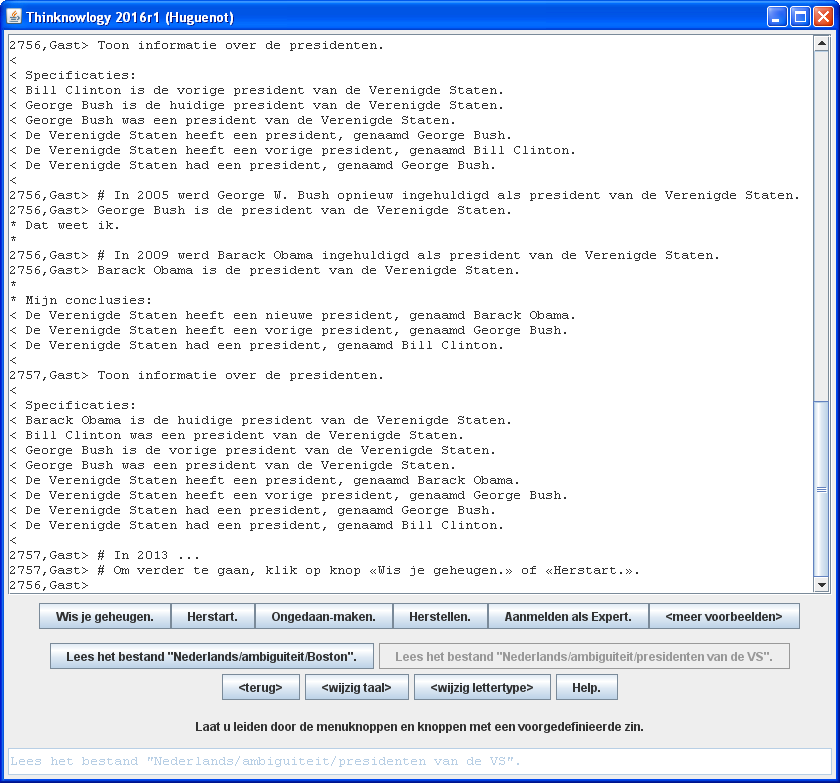 Thinknowlogy 2016r1 (Huguenot)
2756,Gast> Toon informatie over de presidenten.
<
< Specificaties:
< Bill Clinton is de vorige president van de Verenigde Staten.
< George Bush is de huidige president van de Verenigde Staten.
< George Bush was een president van de Verenigde Staten.
< De Verenigde Staten heeft een president, genaamd George Bush.
< De Verenigde Staten heeft een vorige president, genaamd Bill Clinton.
< De Verenigde Staten had een president, genaamd George Bush.
<
2756,Gast> # In 2005 werd George W. Bush opnieuw ingehuldigd als president van de Verenigde Staten.
2756,Gast> George Bush is de president van de Verenigde Staten.
* Dat weet ik.
*
2756,Gast> # In 2009 werd Barack Obama ingehuldigd als president van de Verenigde Staten.
2756,Gast> Barack Obama is de president van de Verenigde Staten.
*
* Mijn conclusies:
< De Verenigde Staten heeft een nieuwe president, genaamd Barack Obama.
< De Verenigde Staten heeft een vorige president, genaamd George Bush.
< De Verenigde Staten had een president, genaamd Bill Clinton.
<
2757,Gast> Toon informatie over de presidenten.
<
< Specificaties:
< Barack Obama is de huidige president van de Verenigde Staten.
< Bill Clinton was een president van de Verenigde Staten.
< George Bush is de vorige president van de Verenigde Staten.
< George Bush was een president van de Verenigde Staten.
< De Verenigde Staten heeft een president, genaamd Barack Obama.
< De Verenigde Staten heeft een vorige president, genaamd George Bush.
< De Verenigde Staten had een president, genaamd George Bush.
< De Verenigde Staten had een president, genaamd Bill Clinton.
<
2757,Gast> # In 2013 ...
2757,Gast> # Om verder te gaan, klik op knop «Wis je geheugen.» of «Herstart.».
2756,Gast>
Wis je geheugen. Herstart. Ongedaan-maken. Herstellen. Aanmelden als Expert. <meer voorbeelden>
Lees het bestand "Nederlands/ambiguiteit/Boston". Lees het bestand "Nederlands/ambiguiteit/presidenten van de VS".
<terug> <wijzig taal> <wijzig lettertype> Help.
Laat u leiden door de menuknoppen en knoppen met een voorgedefinieerde zin.
Lees het bestand "Nederlands/ambiguiteit/presidenten van de VS".